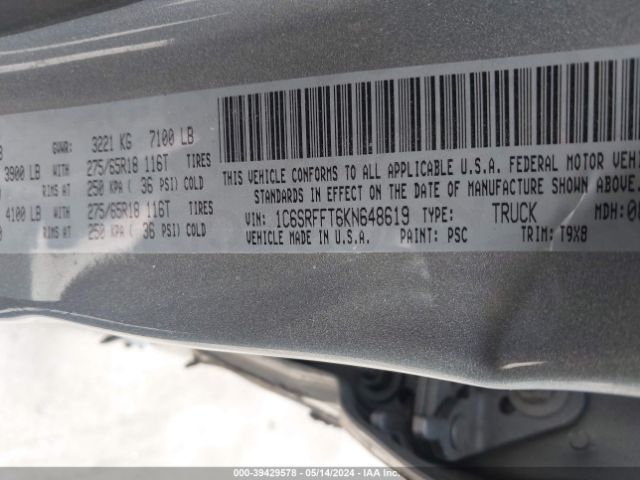 GVWR: 3221 KG 7100 LB
3900 LB WITH 275/65R18 116T TIRES
RIMS AT 250 KPA ( 36 PSI) COLD
4100 LB WITH 275/65R18 116T TIRES
RIMS AT 250 KPA ( 36 PSI) COLD
THIS VEHICLE CONFORMS TO ALL APPLICABLE U.S.A. FEDERAL MOTOR
STANDARDS IN EFFECT ON THE DATE OF MANUFACTURE SHOWN ABOVE.
VIN: 1C6SRFFT6KN648619 TYPE: TRUCK MDH:
VEHICLE MADE IN U.S.A. PAINT: PSC TRIM: T9X8
000-39429578 - 05/14/2024 - IAA Inc.